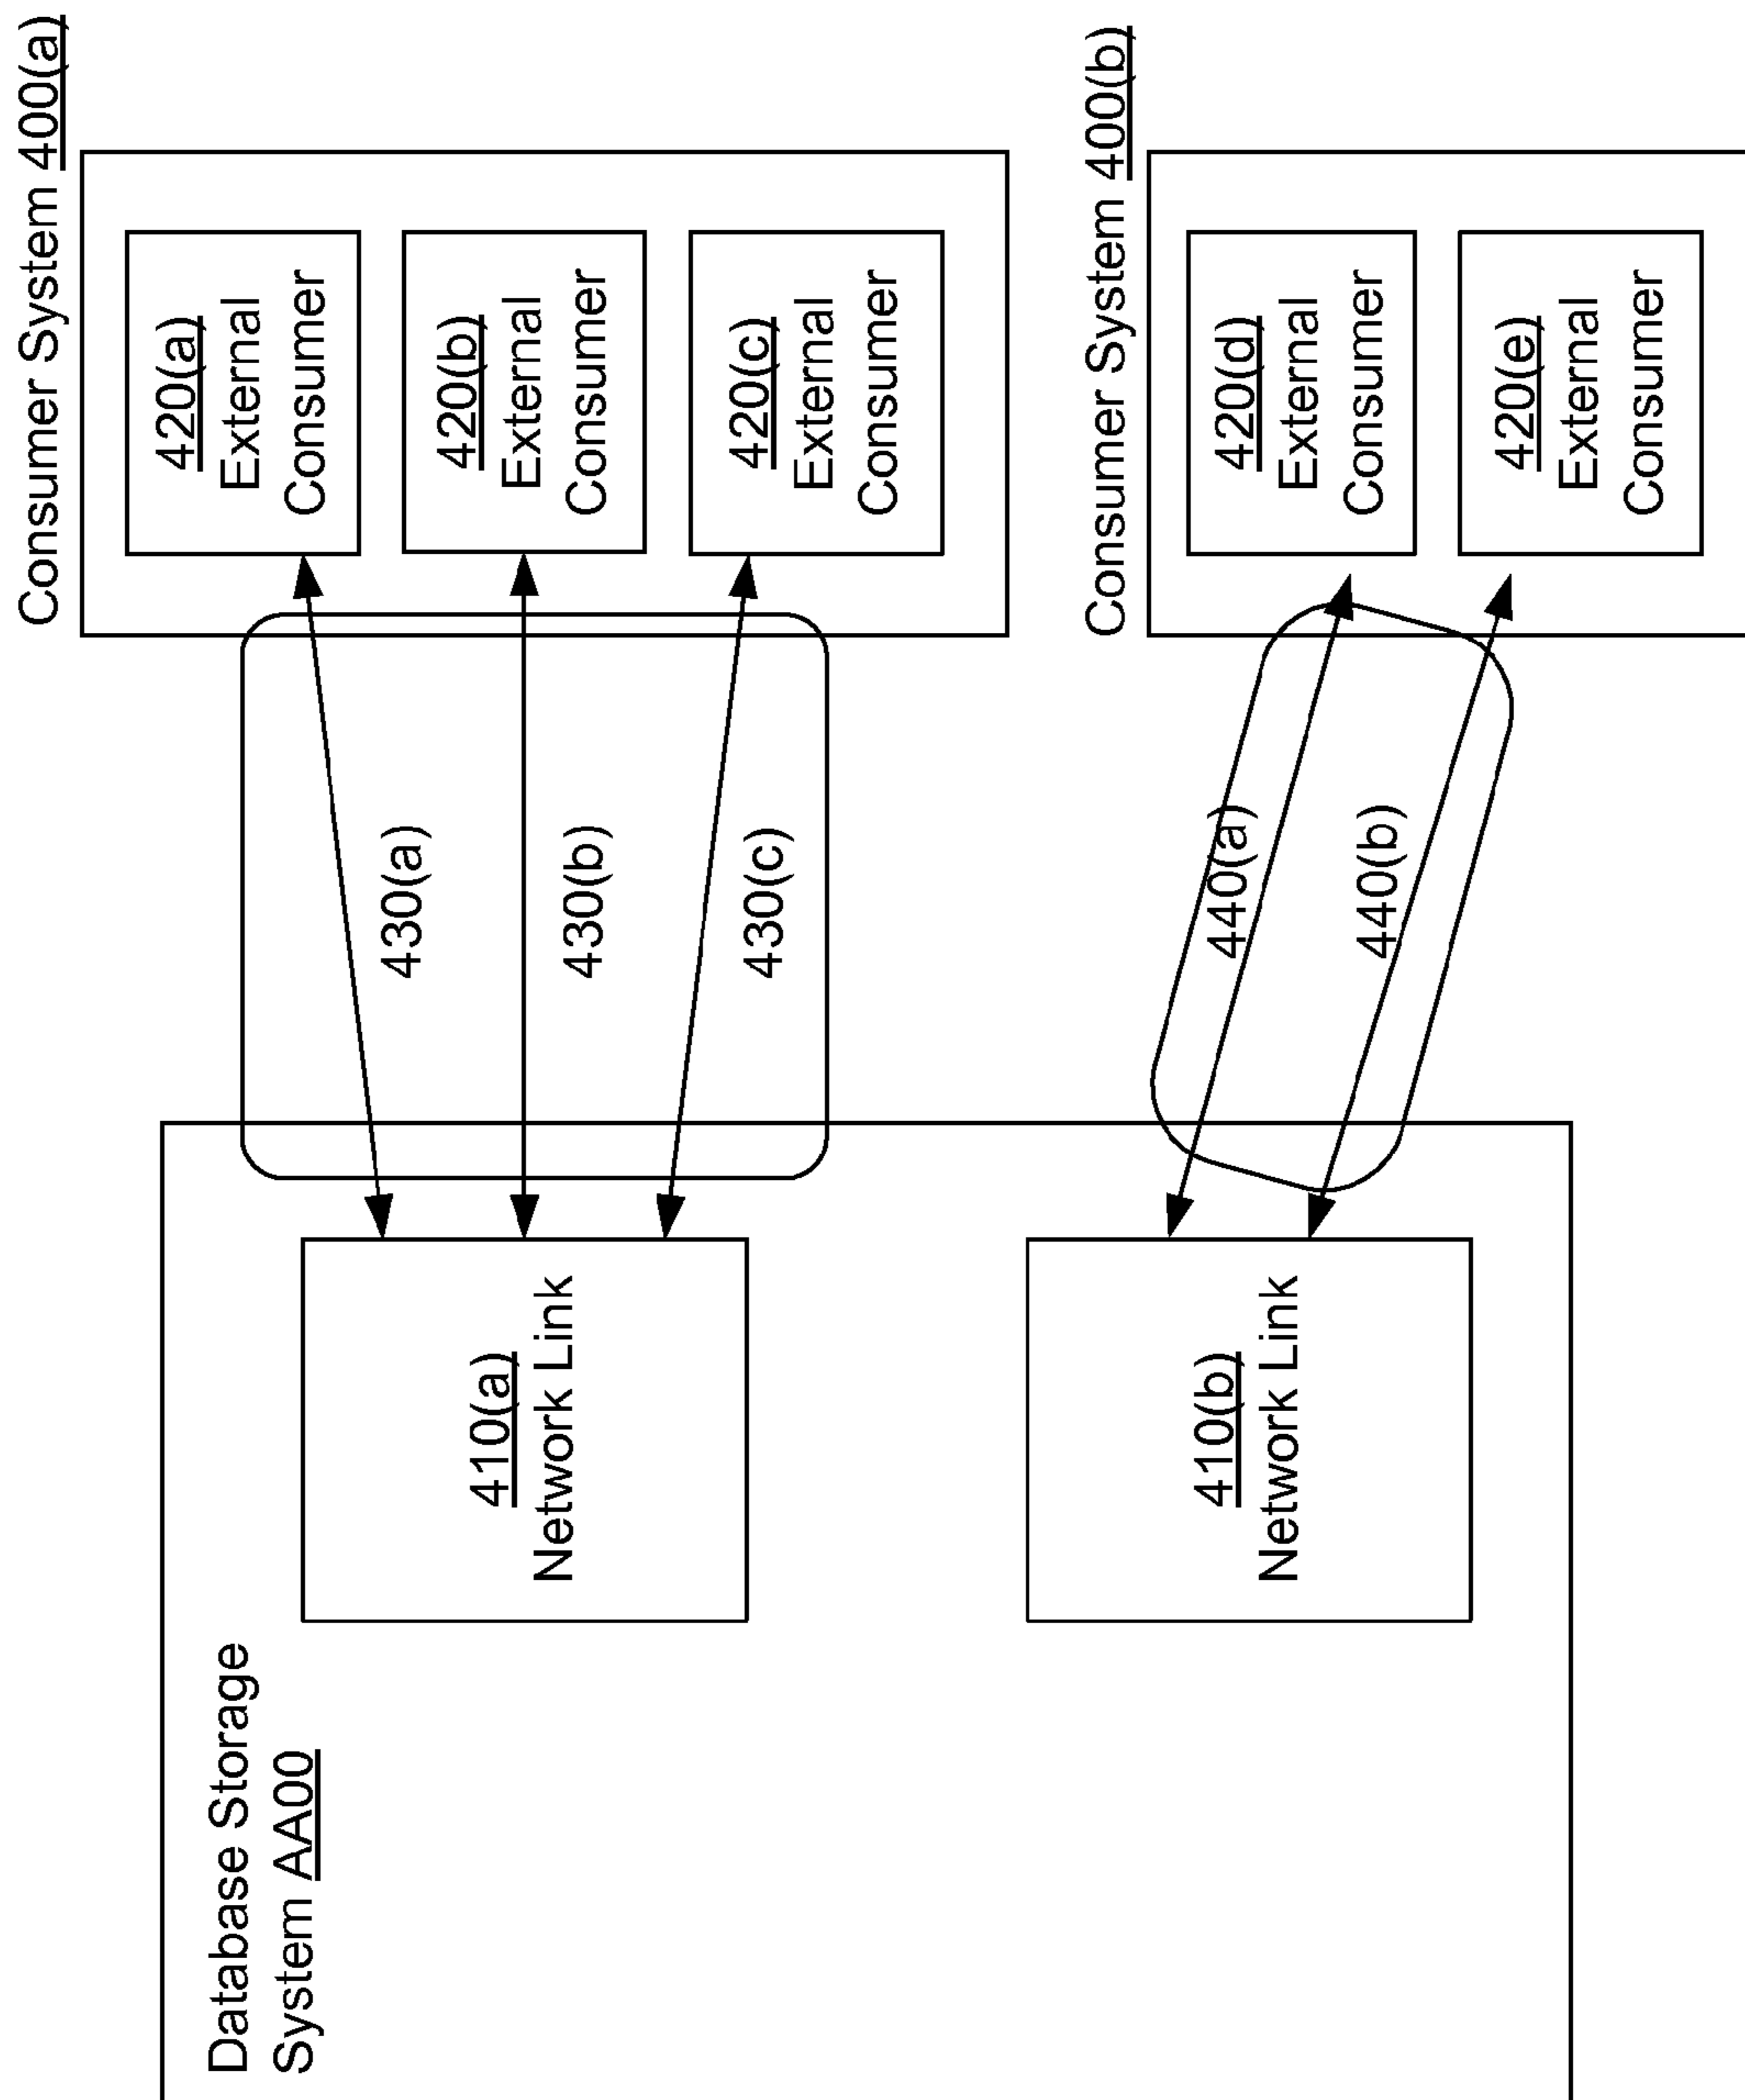 Database Storage
System AA00
410(a)
Network Link
410(b)
Network Link
430(a)
430(b)
430(c)
440(a)
440(b)
Consumer System 400(a)
420(a)
External
Consumer
420(b)
External
Consumer
420(c)
External
Consumer
Consumer System 400(b)
420(d)
External
Consumer
420(e)
External
Consumer